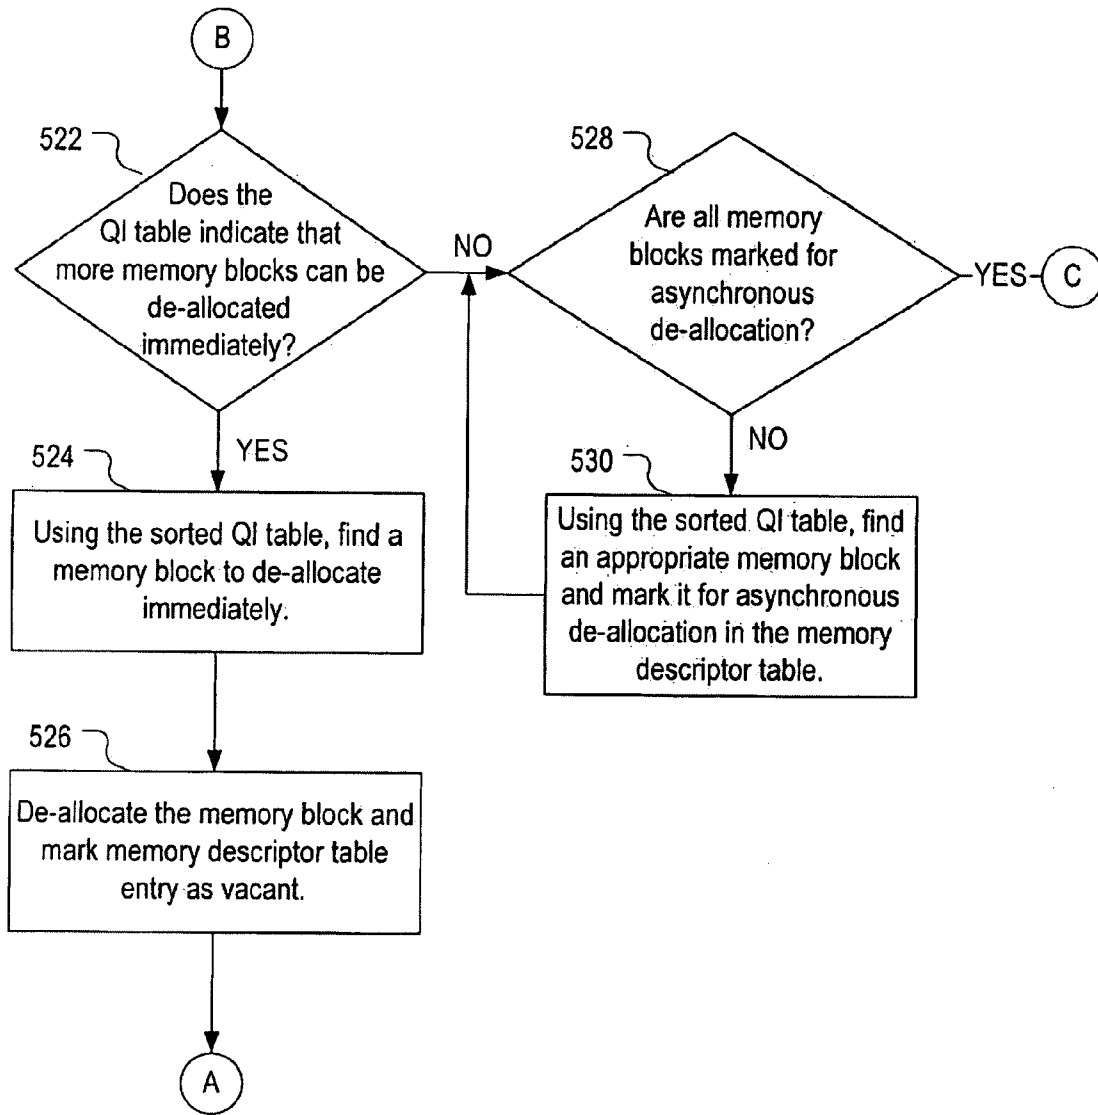 B
522
Does the
QI table indicate that
more memory blocks can be
de-allocated
immediately?
NO
YES
524
Using the sorted QI table, find a
memory block to de-allocate
immediately.
526
De-allocate the memory block and
mark memory descriptor table
entry as vacant.
A
528
Are all memory
blocks marked for
asynchronous
de-allocation?
YES
C
NO
530
Using the sorted QI table, find
an appropriate memory block
and mark it for asynchronous
de-allocation in the memory
descriptor table.